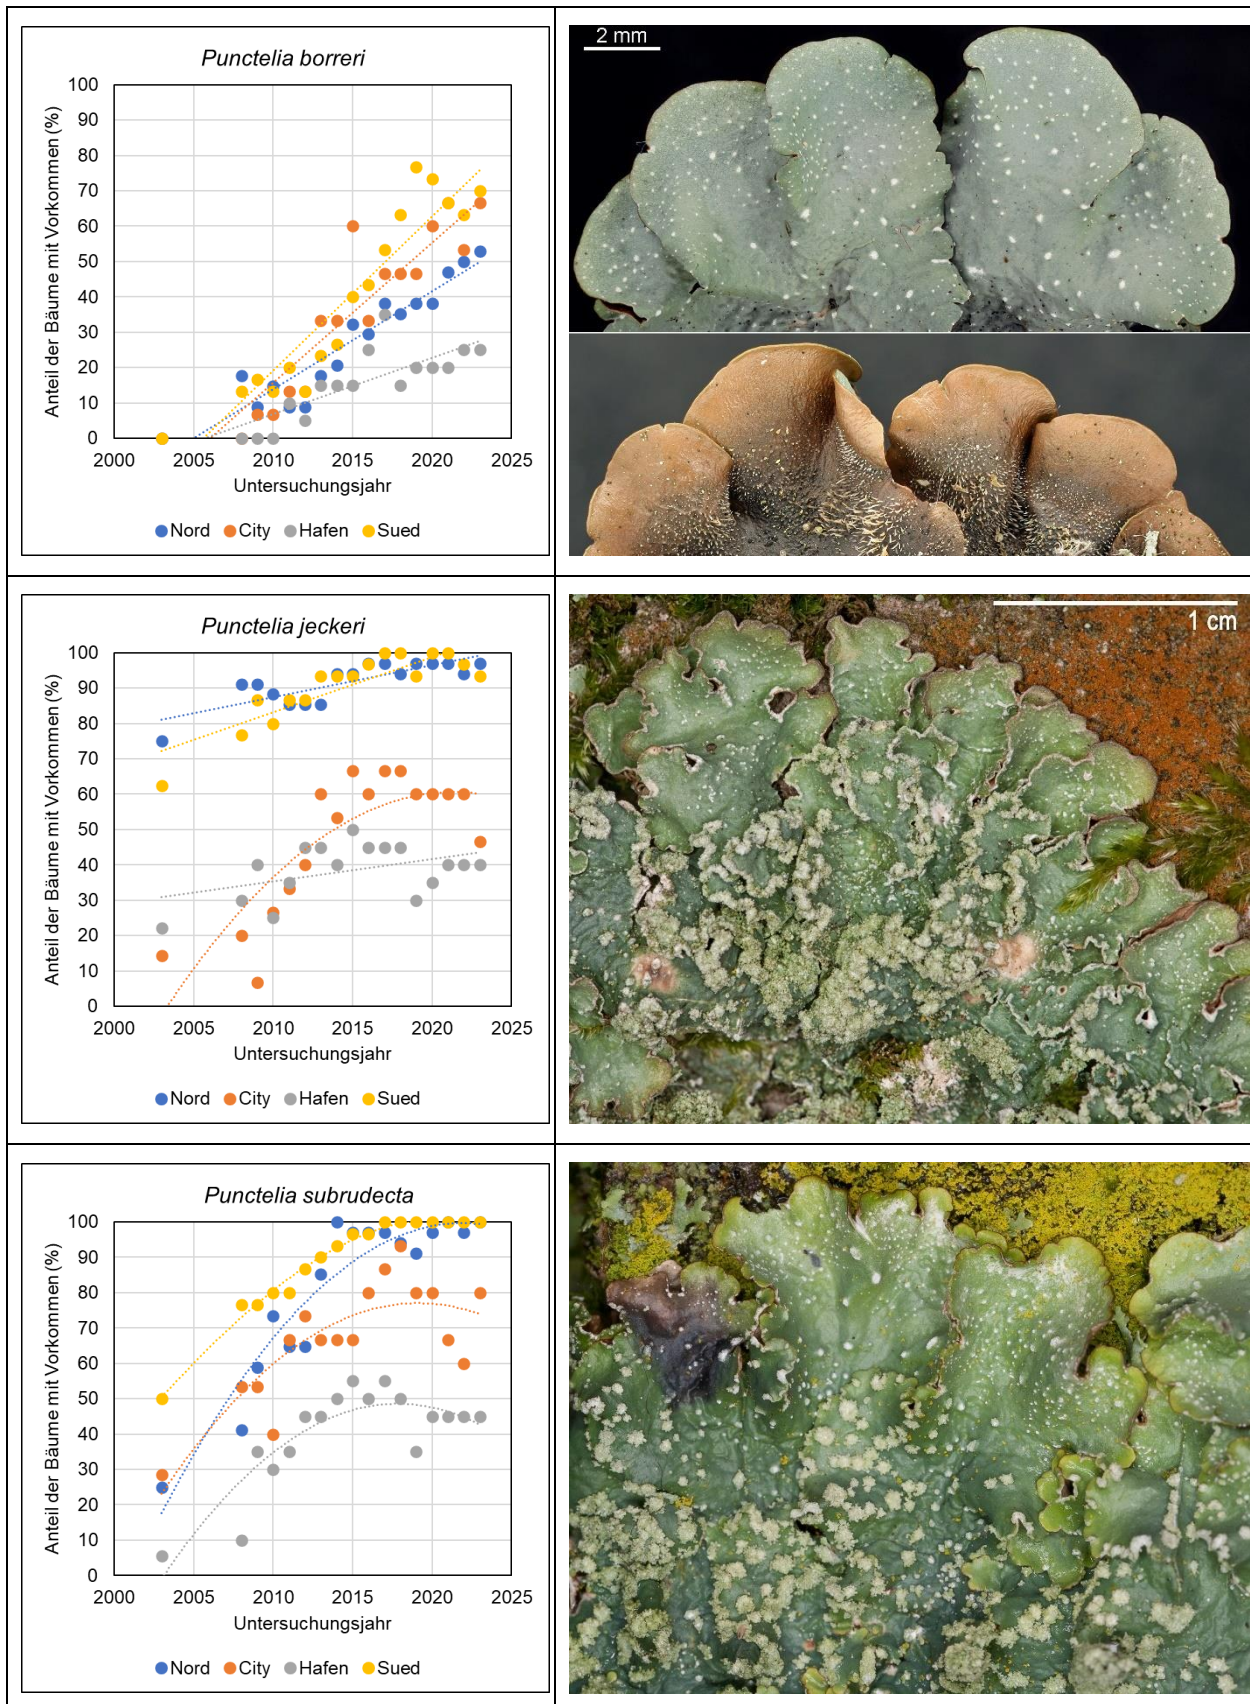 Punctelia borreri
Anteil der Bäume mit Vorkommen (%)
100
90
80
70
60
50
40
30
20
10
0
2000 2005 2010 2015 2020 2025
Untersuchungsjahr
Nord City Hafen Sued
2 mm
Punctelia jeckeri
Anteil der Bäume mit Vorkommen (%)
100
90
80
70
60
50
40
30
20
10
0
2000 2005 2010 2015 2020 2025
Untersuchungsjahr
Nord City Hafen Sued
1 cm
Punctelia subrudecta
Anteil der Bäume mit Vorkommen (%)
100
90
80
70
60
50
40
30
20
10
0
2000 2005 2010 2015 2020 2025
Untersuchungsjahr
Nord City Hafen Sued